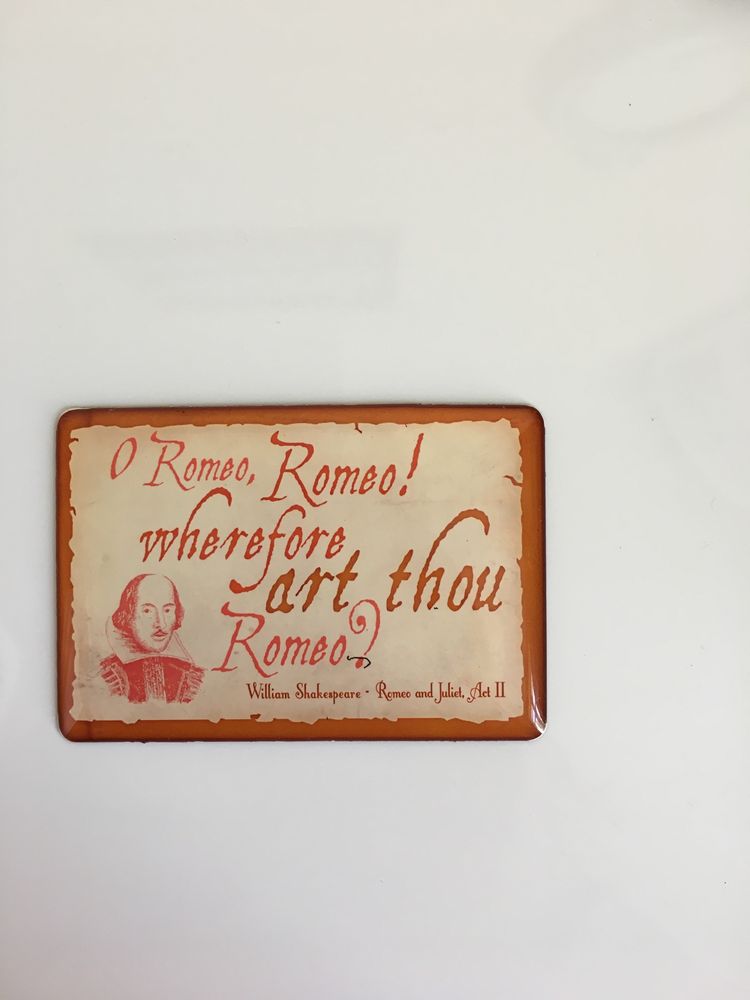 O Romeo, Romeo!
wherefore
art thou
Romeo?
William Shakespeare - Romeo and Juliet, Act II